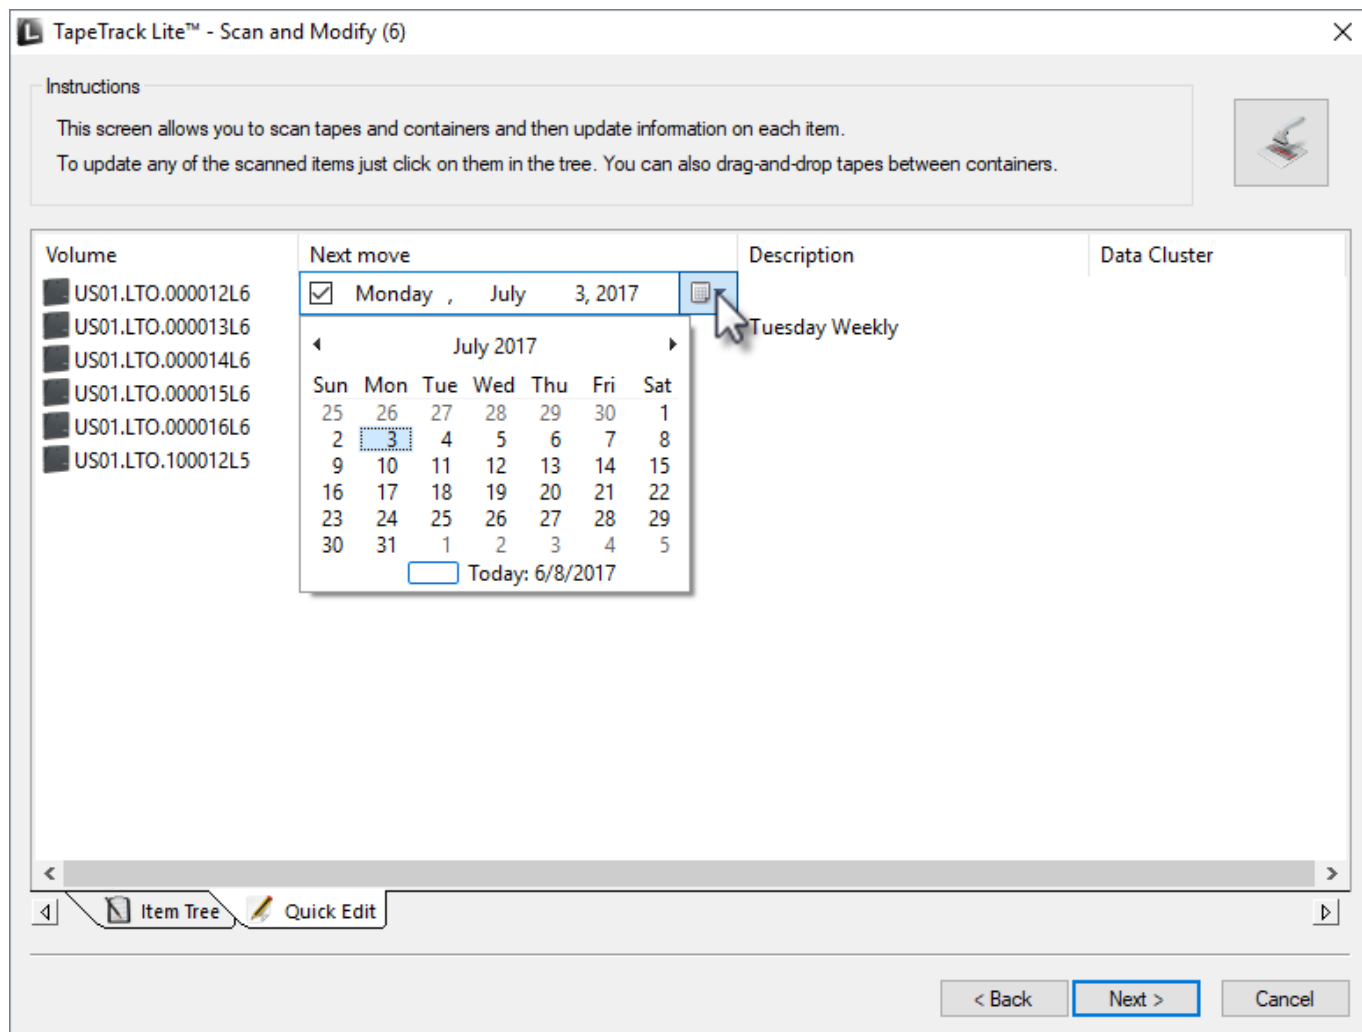 TapeTrack Lite™ - Scan and Modify (6)
Instructions
This screen allows you to scan tapes and containers and then update information on each item.
To update any of the scanned items just click on them in the tree. You can also drag-and-drop tapes between containers.
Volume Next move Description Data Cluster
US01.LTO.000012L6 Monday , July 3, 2017
US01.LTO.000013L6 Tuesday Weekly
US01.LTO.000014L6
US01.LTO.000015L6
US01.LTO.000016L6
US01.LTO.100012L5
July 2017
Sun Mon Tue Wed Thu Fri Sat
25 26 27 28 29 30 1
2 3 4 5 6 7 8
9 10 11 12 13 14 15
16 17 18 19 20 21 22
23 24 25 26 27 28 29
30 31 1 2 3 4 5
Today: 6/8/2017
Item Tree Quick Edit
< Back Next > Cancel